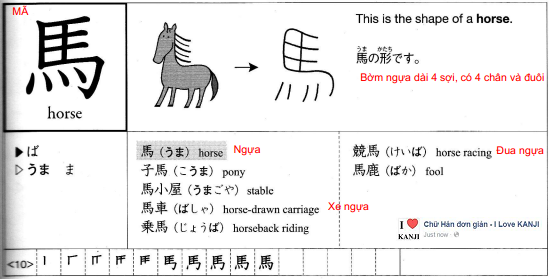 MÃ
馬
horse
This is the shape of a horse.
うま かたち
馬の形です。
Bờm ngựa dài 4 sợi, có 4 chân và đuôi
▶ ば
▷ うま ま
馬（うま） horse Ngựa
子馬（こうま） pony
馬小屋（うまごや） stable
馬車（ばしゃ） horse-drawn carriage Xe ngựa
乗馬（じょうば） horseback riding
競馬（けいば） horse racing Đua ngựa
馬鹿（ばか） fool
I ❤ KANJI
Chữ Hán đơn giản - I Love KANJI
Just now
<10>
馬 馬 馬 馬 馬